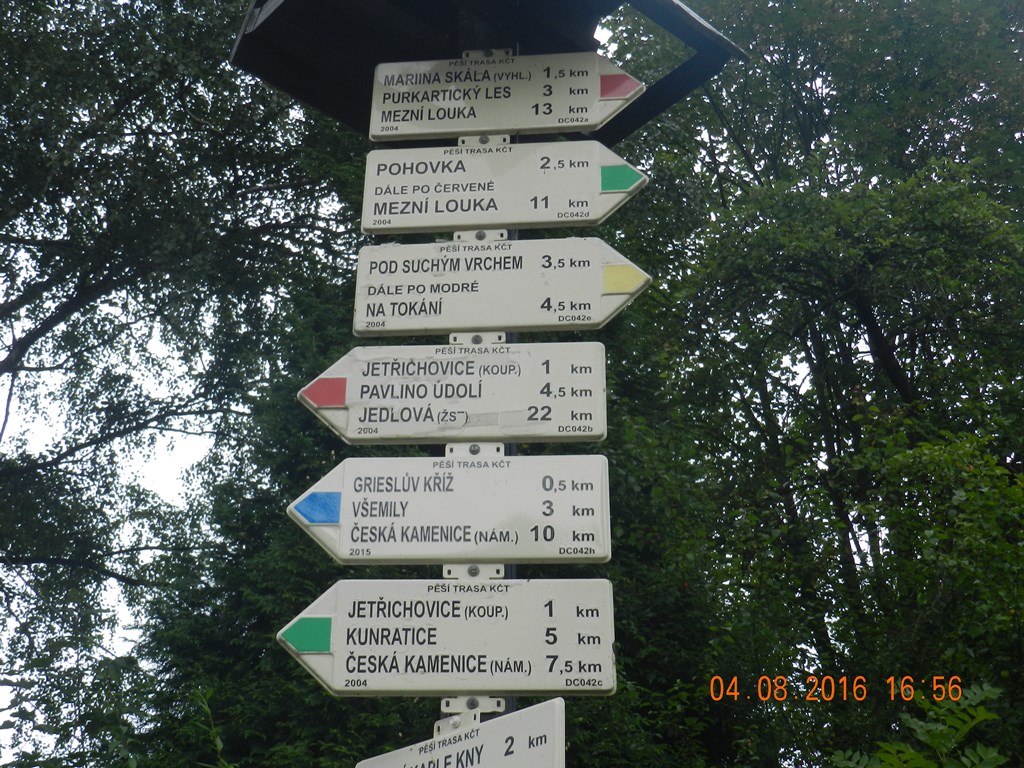 PĚŠÍ TRASA KČT
MARIINA SKÁLA (VYHL.) 1,5 km
PURKARTICKÝ LES 3 km
MEZNÍ LOUKA 13 km
2004 DC042a
PĚŠÍ TRASA KČT
POHOVKA 2,5 km
DÁLE PO ČERVENÉ
MEZNÍ LOUKA 11 km
2004 DC042d
PĚŠÍ TRASA KČT
POD SUCHÝM VRCHEM 3,5 km
DÁLE PO MODRÉ
NA TOKÁNÍ 4,5 km
2004 DC042e
PĚŠÍ TRASA KČT
JETŘICHOVICE (KOUP.) 1 km
PAVLINO ÚDOLÍ 4,5 km
JEDLOVÁ 22 km
2004 DC042b
PĚŠÍ TRASA KČT
GRIESLŮV KŘÍŽ 0,5 km
VŠEMILY 3 km
ČESKÁ KAMENICE (NÁM.) 10 km
2015 DC042h
PĚŠÍ TRASA KČT
JETŘICHOVICE (KOUP.) 1 km
KUNRATICE 5 km
ČESKÁ KAMENICE (NÁM.) 7,5 km
2004 DC042c
PĚŠÍ TRASA KČT
KNY 2 km
04.08.2016 16:56